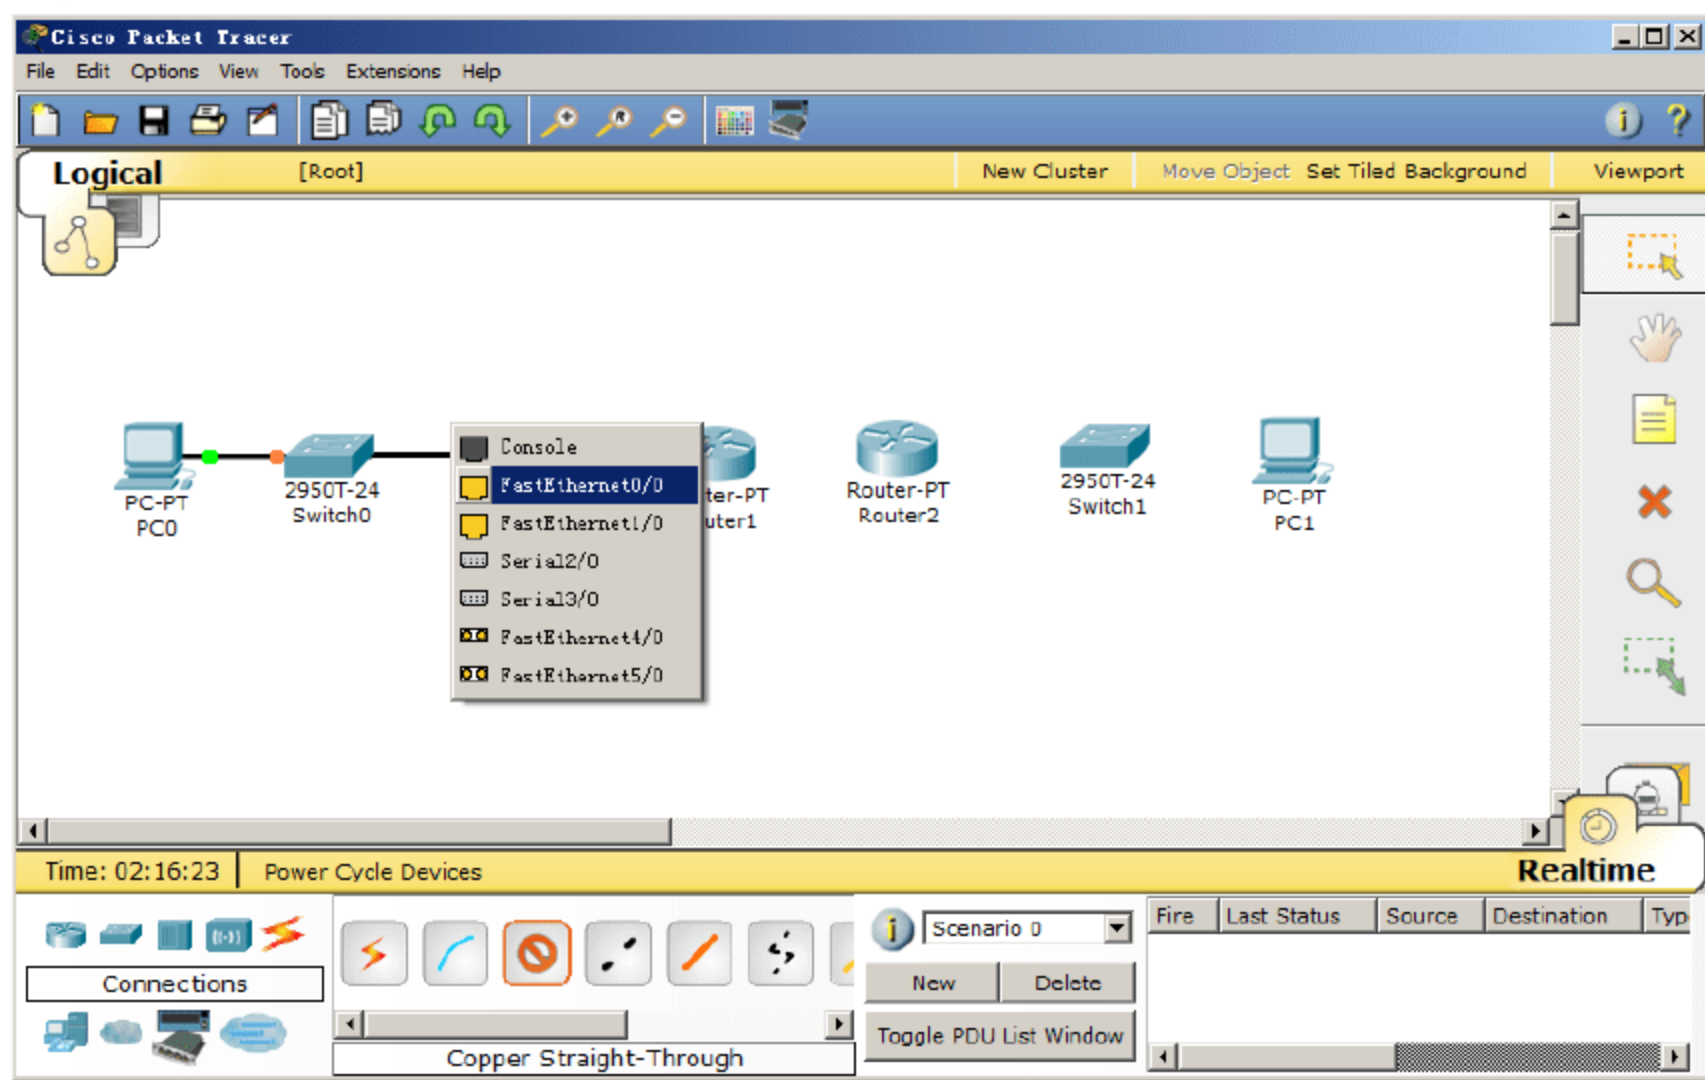 Cisco Packet Tracer
File Edit Options View Tools Extensions Help
Logical [Root] New Cluster Move Object Set Tiled Background Viewport
Console
FastEthernet0/0
FastEthernet1/0
Serial2/0
Serial3/0
FastEthernet4/0
FastEthernet5/0
PC-PT
PC0
2950T-24
Switch0
ter-PT
uter1
Router-PT
Router2
2950T-24
Switch1
PC-PT
PC1
Time: 02:16:23 Power Cycle Devices Realtime
Connections
Copper Straight-Through
Scenario 0
New Delete
Toggle PDU List Window
Fire Last Status Source Destination Typ